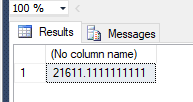 100 %
Results Messages
(No column name)
1 21611.1111111111